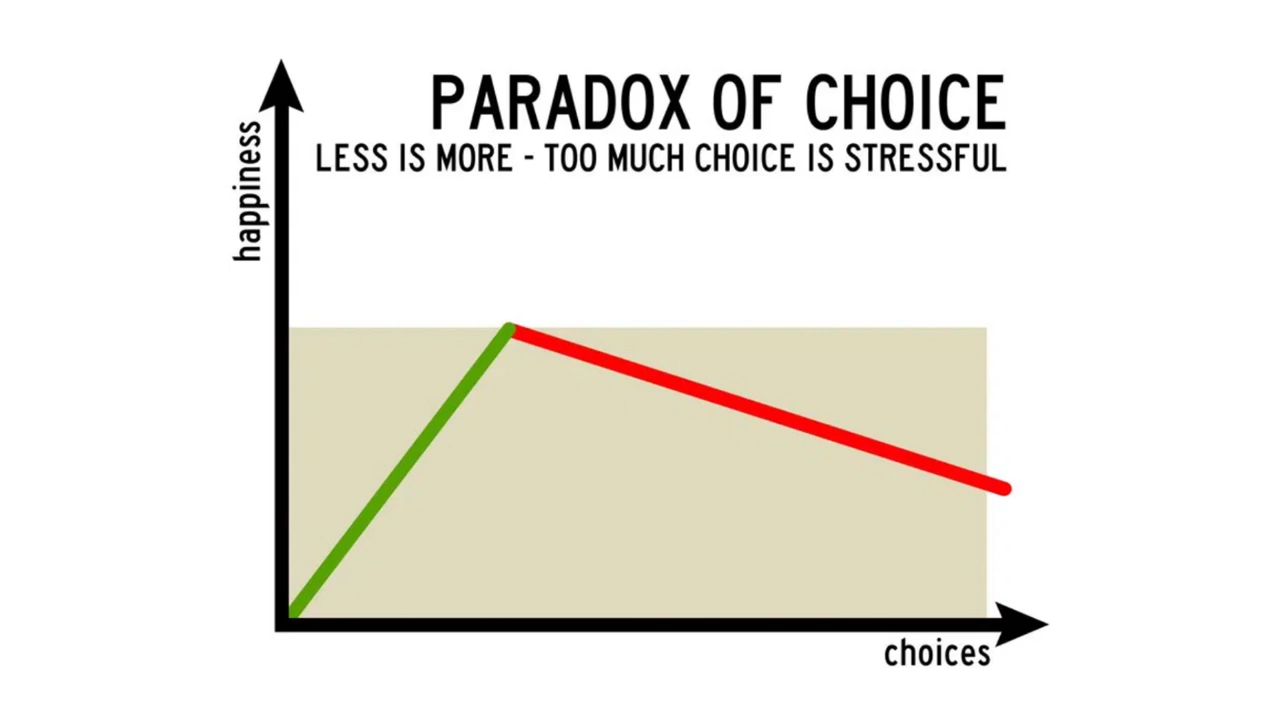 PARADOX OF CHOICE
LESS IS MORE - TOO MUCH CHOICE IS STRESSFUL
happiness
choices